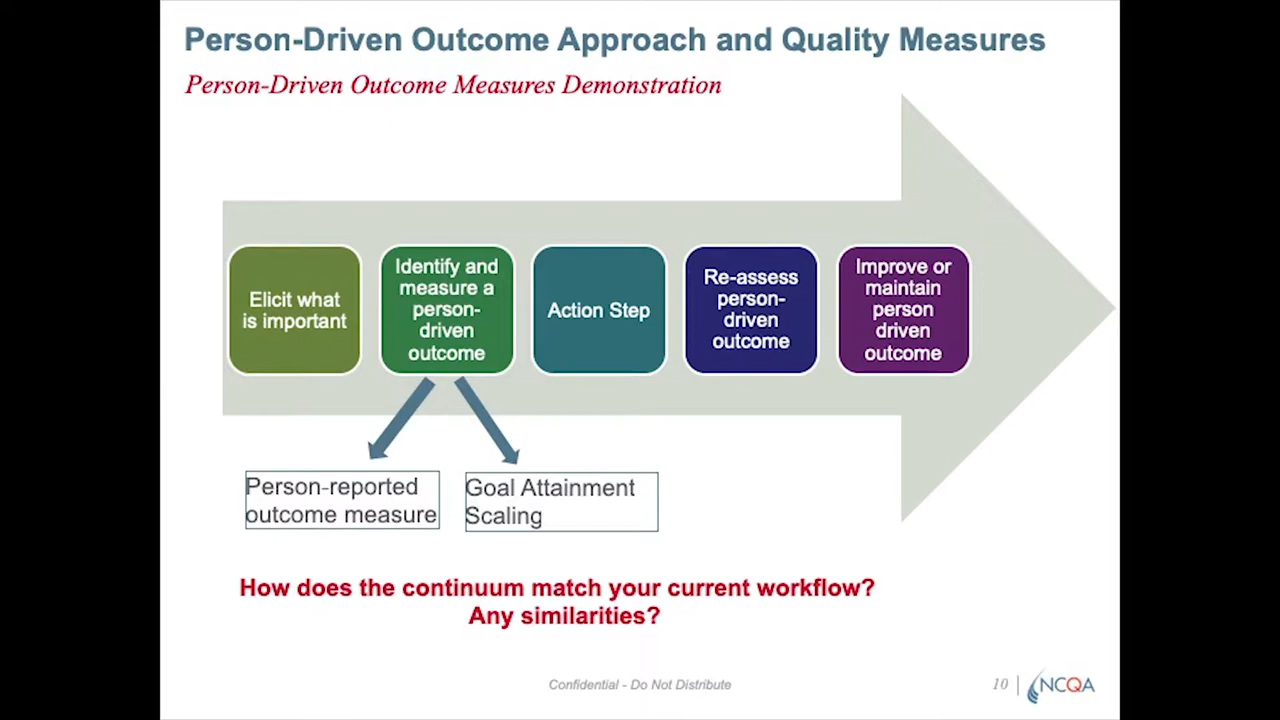 Person-Driven Outcome Approach and Quality Measures
Person-Driven Outcome Measures Demonstration
Elicit what
is important
Identify and
measure a
person-
driven
outcome
Action Step
Re-assess
person-
driven
outcome
Improve or
maintain
person
driven
outcome
Person-reported
outcome measure
Goal Attainment
Scaling
How does the continuum match your current workflow?
Any similarities?
Confidential - Do Not Distribute
10
NCQA